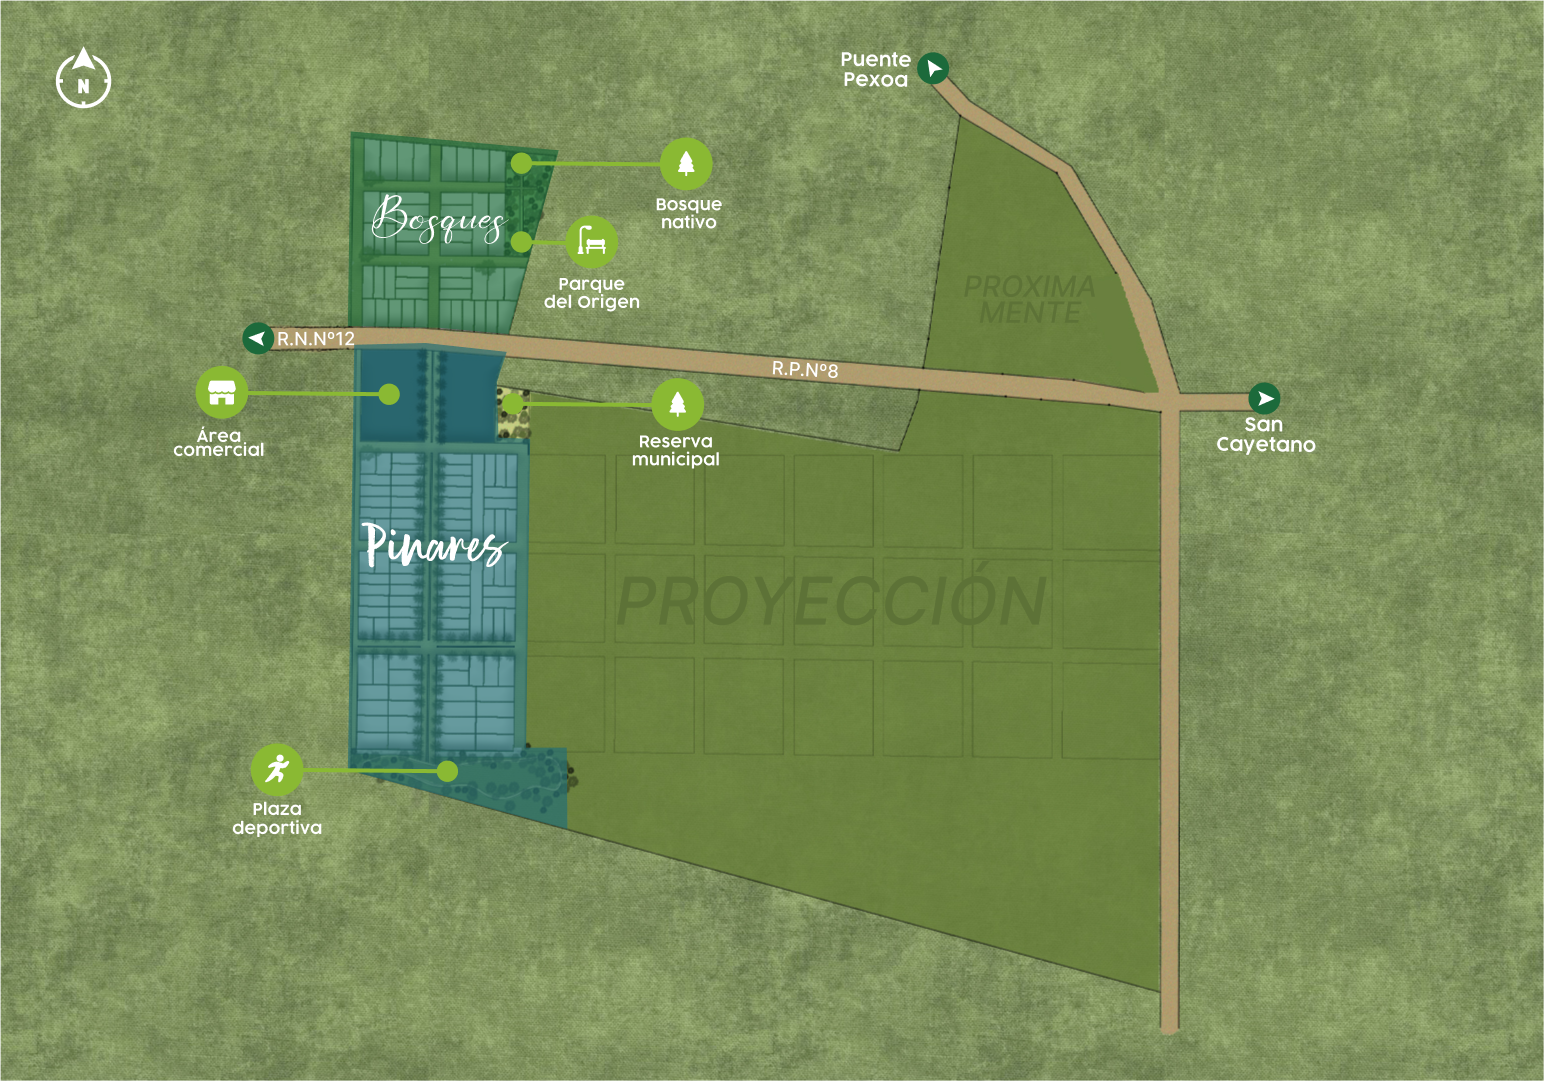 N
Puente
Pexoa
Bosque
nativo
Bosques
Parque
del Origen
PROXIMA
MENTE
R.N.Nº12
R.P.Nº8
San
Cayetano
Área
comercial
Reserva
municipal
Pinares
PROYECCIÓN
Plaza
deportiva